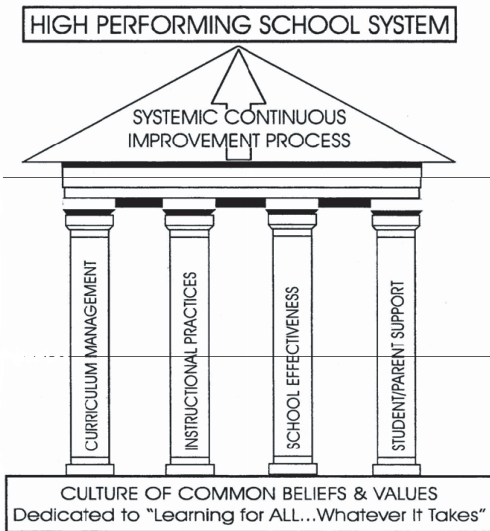 HIGH PERFORMING SCHOOL SYSTEM
SYSTEMIC CONTINUOUS
IMPROVEMENT PROCESS
CURRICULUM MANAGEMENT
INSTRUCTIONAL PRACTICES
SCHOOL EFFECTIVENESS
STUDENT/PARENT SUPPORT
CULTURE OF COMMON BELIEFS & VALUES
Dedicated to "Learning for ALL...Whatever It Takes"